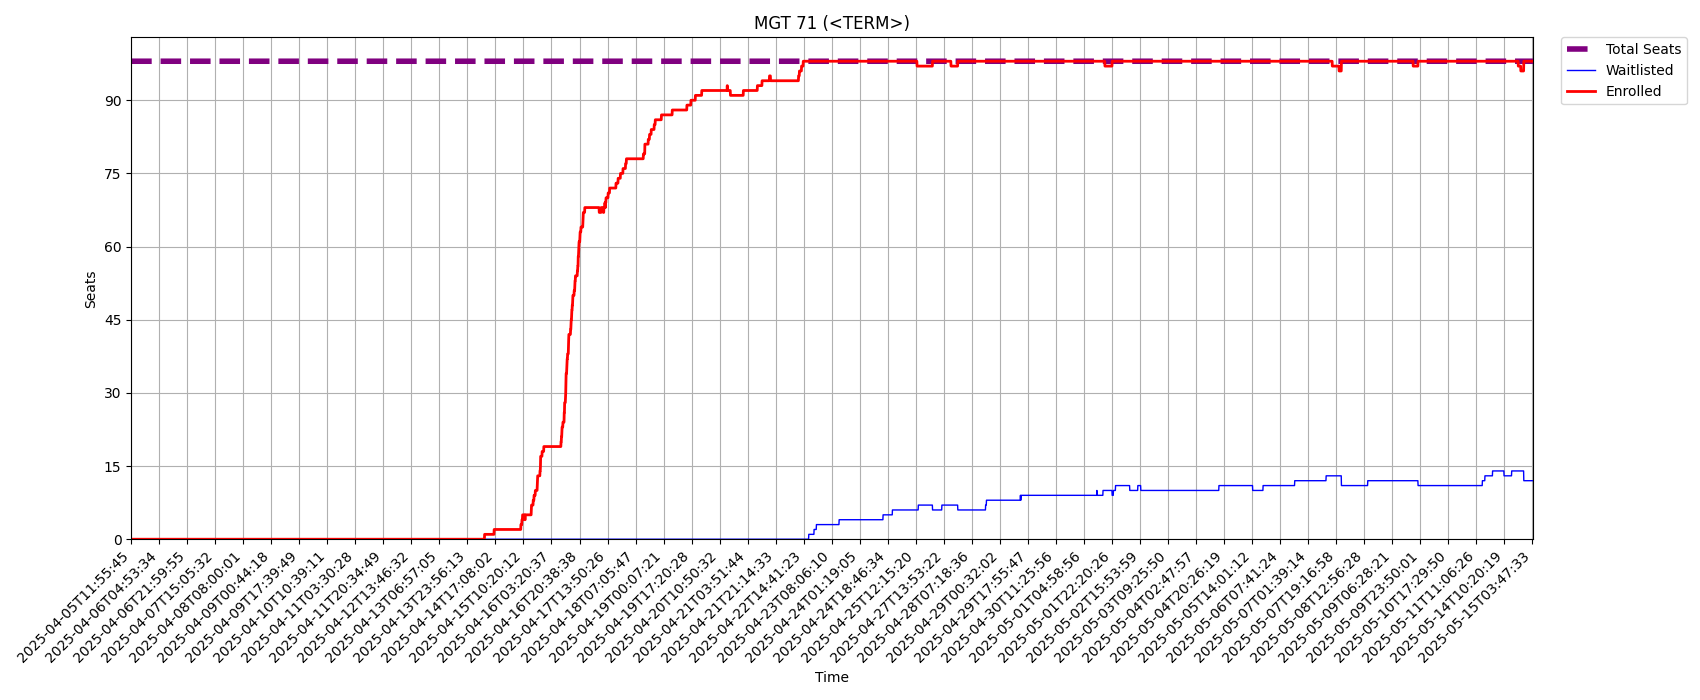 MGT 71 (<TERM>)
Total Seats
Waitlisted
Enrolled
Seats
90
75
60
45
30
15
0
2025-04-05T11:55:45
2025-04-06T04:53:34
2025-04-06T21:59:55
2025-04-07T15:05:32
2025-04-08T08:00:01
2025-04-09T00:44:18
2025-04-09T17:39:49
2025-04-10T10:39:11
2025-04-11T03:30:28
2025-04-11T20:34:49
2025-04-12T13:46:32
2025-04-13T06:57:05
2025-04-13T23:56:13
2025-04-14T17:08:02
2025-04-15T10:20:12
2025-04-16T03:20:37
2025-04-16T20:38:38
2025-04-17T13:50:26
2025-04-18T07:05:47
2025-04-19T00:07:21
2025-04-19T17:20:28
2025-04-20T10:50:32
2025-04-21T03:51:44
2025-04-21T21:14:33
2025-04-22T14:41:23
2025-04-23T08:06:10
2025-04-24T01:19:05
2025-04-24T18:46:34
2025-04-25T12:15:20
2025-04-27T13:53:22
2025-04-28T07:18:36
2025-04-29T00:32:02
2025-04-29T17:55:47
2025-04-30T11:25:56
2025-05-01T04:58:56
2025-05-01T22:20:26
2025-05-02T15:53:59
2025-05-03T09:25:50
2025-05-04T02:47:57
2025-05-04T20:26:19
2025-05-05T14:01:12
2025-05-06T07:41:24
2025-05-07T01:39:14
2025-05-07T19:16:58
2025-05-08T12:56:28
2025-05-09T06:28:21
2025-05-09T23:50:01
2025-05-10T17:29:50
2025-05-11T11:06:26
2025-05-14T10:20:19
2025-05-15T03:47:33
Time